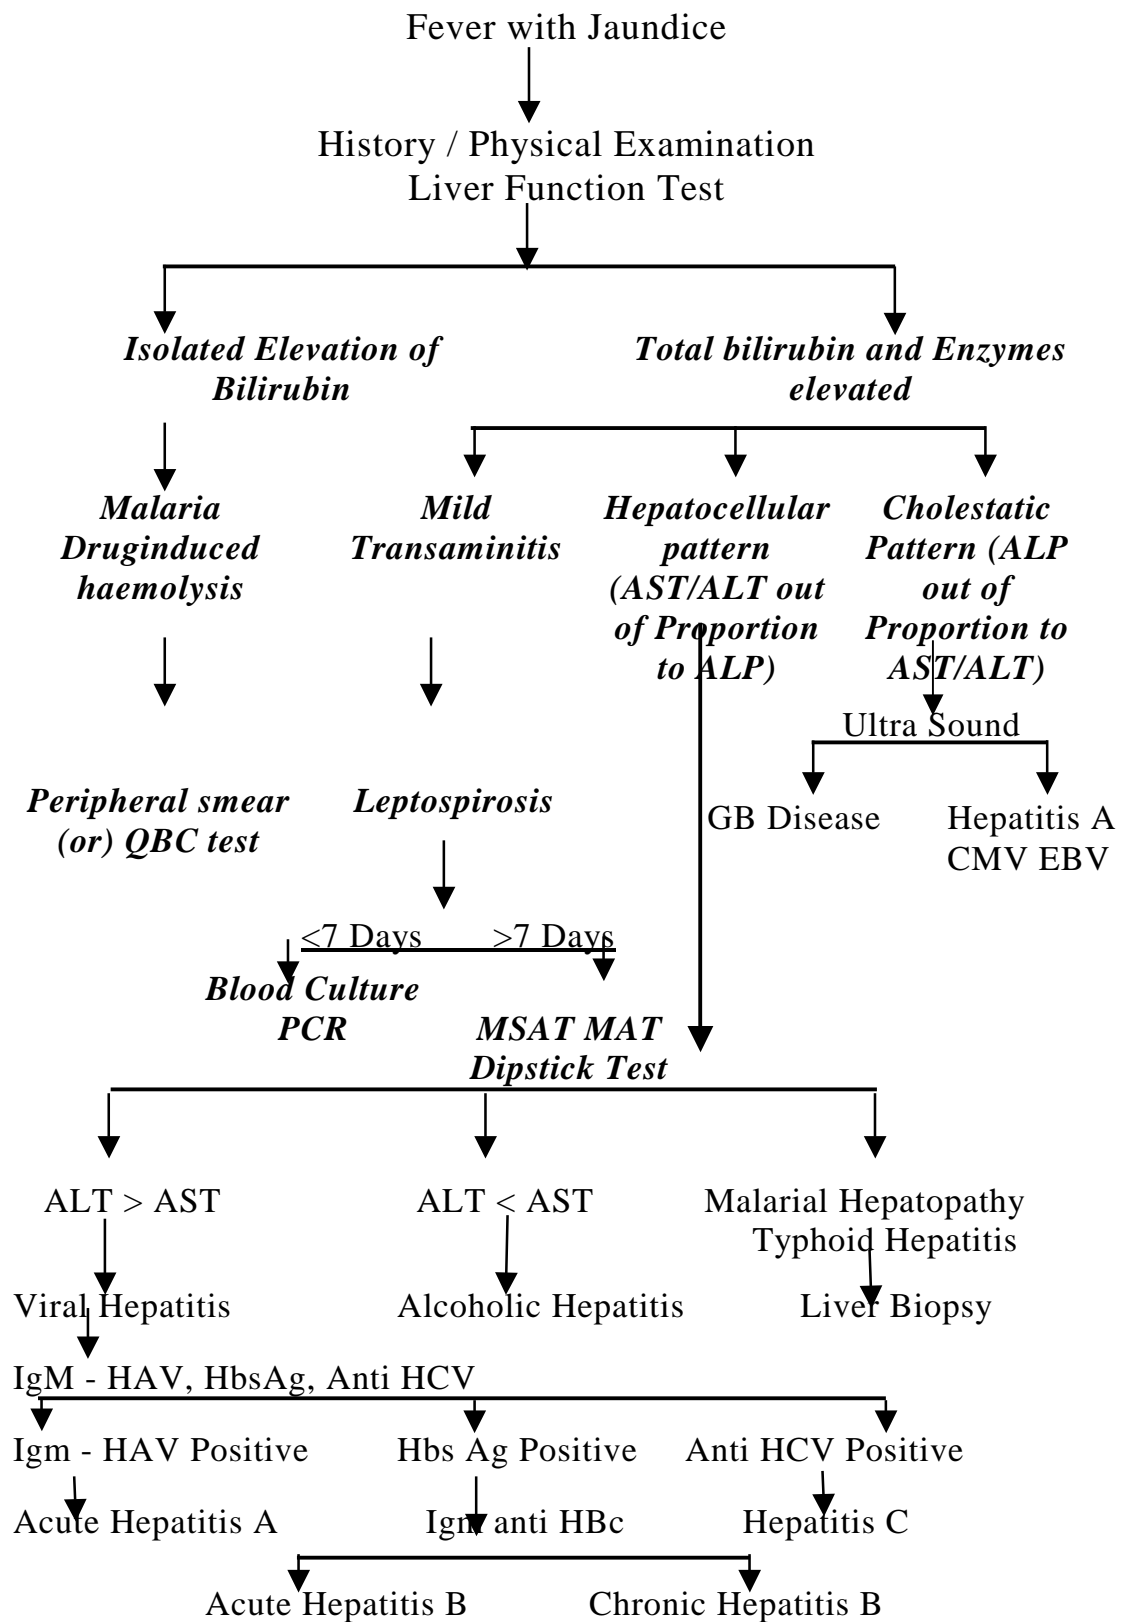 Fever with Jaundice
History / Physical Examination
Liver Function Test
Isolated Elevation of
Bilirubin
Total bilirubin and Enzymes
elevated
Malaria
Druginduced
haemolysis
Mild
Transaminitis
Hepatocellular
pattern
(AST/ALT out
of Proportion
to ALP)
Cholestatic
Pattern (ALP
out of
Proportion to
AST/ALT)
Ultra Sound
Peripheral smear
(or) QBC test
Leptospirosis
GB Disease
Hepatitis A
CMV EBV
<7 Days
>7 Days
Blood Culture
PCR
MSAT MAT
Dipstick Test
ALT > AST
ALT < AST
Malarial Hepatopathy
Typhoid Hepatitis
Viral Hepatitis
Alcoholic Hepatitis
Liver Biopsy
IgM - HAV, HbsAg, Anti HCV
Igm - HAV Positive
Hbs Ag Positive
Anti HCV Positive
Acute Hepatitis A
Igm anti HBc
Hepatitis C
Acute Hepatitis B
Chronic Hepatitis B